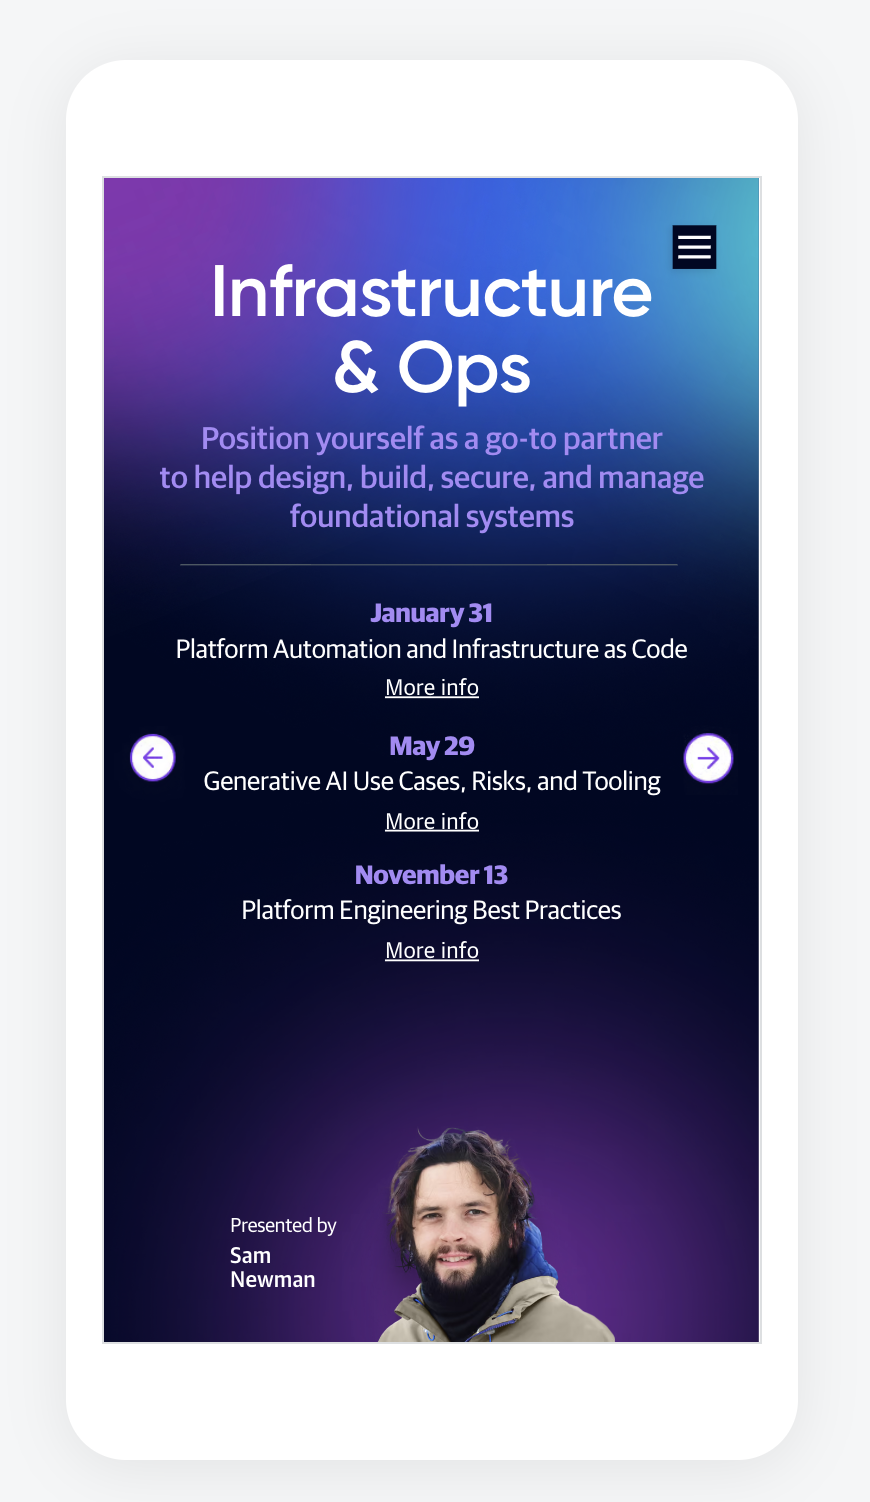 Infrastructure
& Ops
Position yourself as a go-to partner
to help design, build, secure, and manage
foundational systems
January 31
Platform Automation and Infrastructure as Code
More info
May 29
Generative AI Use Cases, Risks, and Tooling
More info
November 13
Platform Engineering Best Practices
More info
Presented by
Sam
Newman